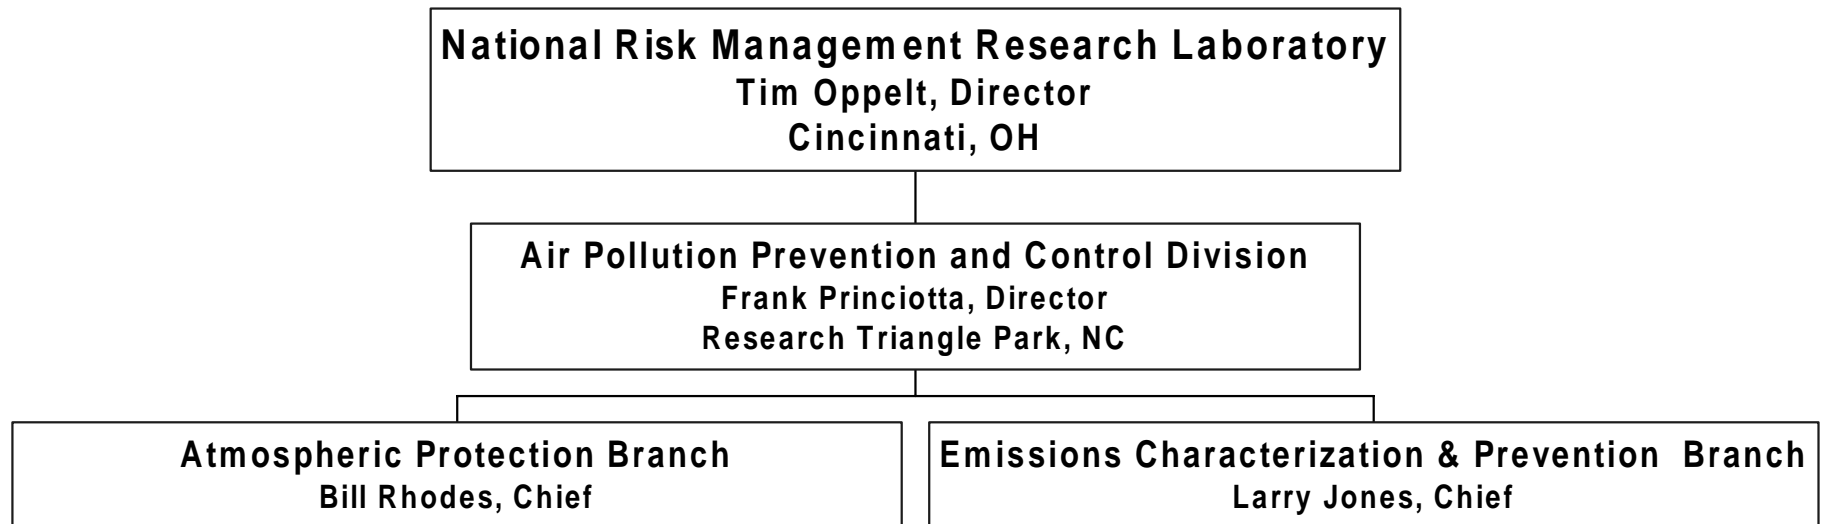 National Risk Management Research Laboratory
Tim Oppelt, Director
Cincinnati, OH
Air Pollution Prevention and Control Division
Frank Princiotta, Director
Research Triangle Park, NC
Atmospheric Protection Branch
Bill Rhodes, Chief
Emissions Characterization & Prevention Branch
Larry Jones, Chief